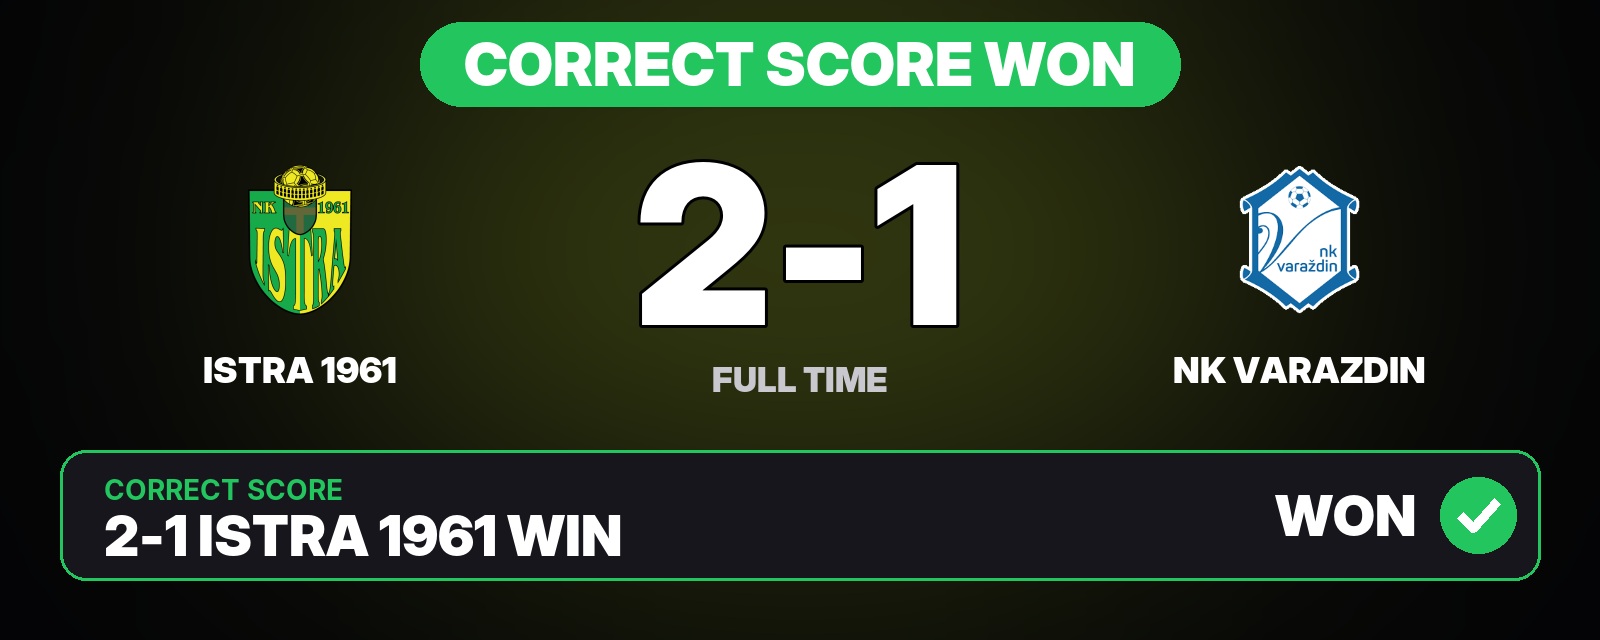 CORRECT SCORE WON
NK 1961
ISTRA
2-1
nk
varaždin
ISTRA 1961
FULL TIME
NK VARAZDIN
CORRECT SCORE
2-1 ISTRA 1961 WIN
WON